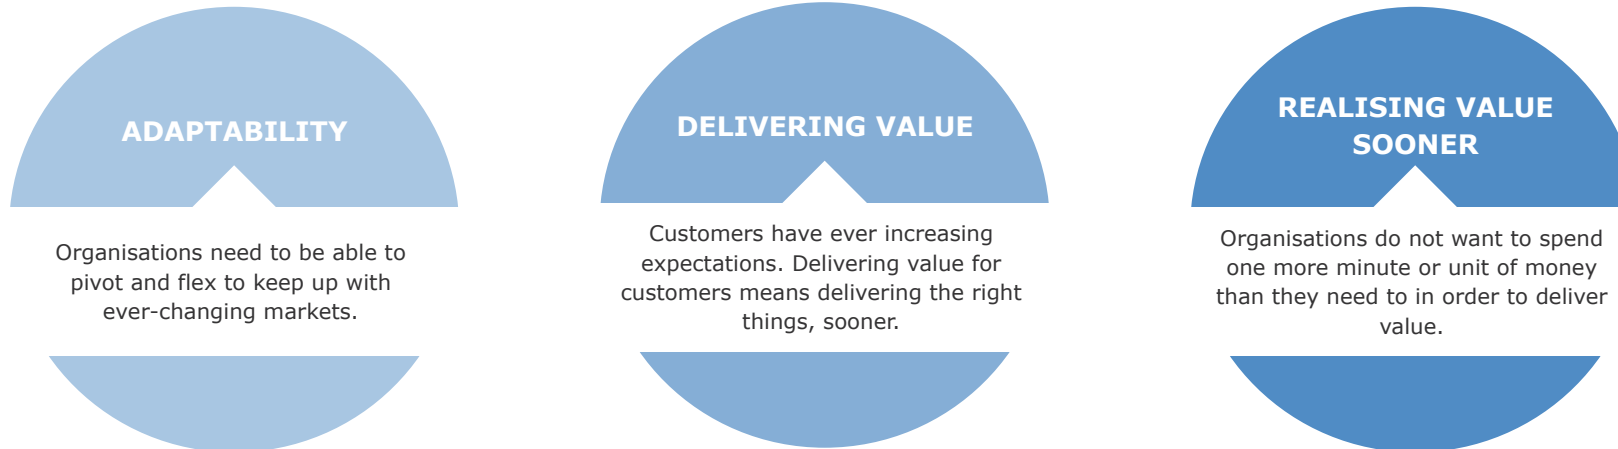 ADAPTABILITY
Organisations need to be able to
pivot and flex to keep up with
ever-changing markets.
DELIVERING VALUE
Customers have ever increasing
expectations. Delivering value for
customers means delivering the right
things, sooner.
REALISING VALUE
SOONER
Organisations do not want to spend
one more minute or unit of money
than they need to in order to deliver
value.